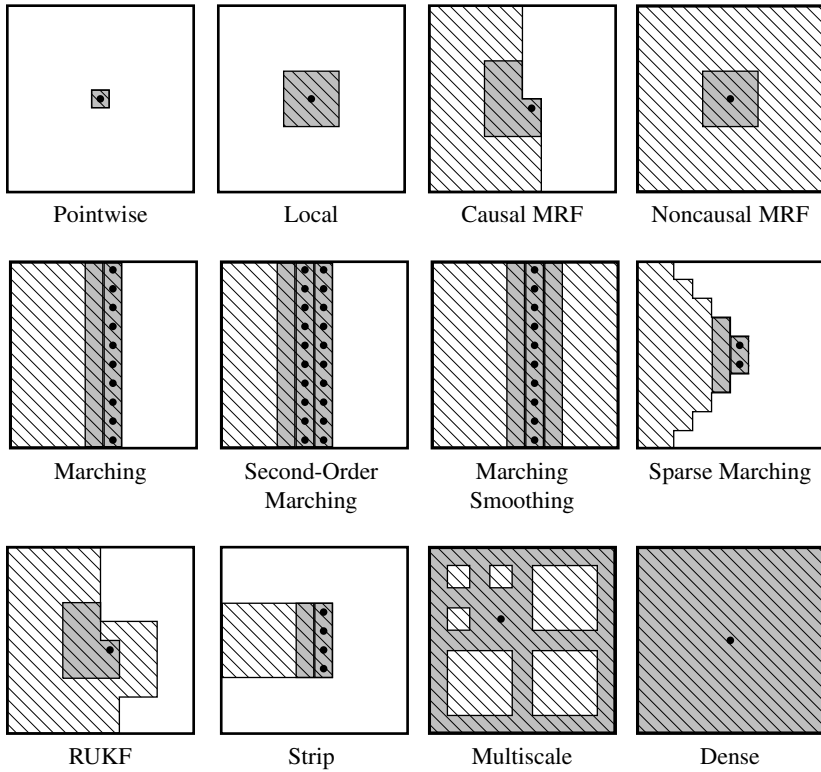 Pointwise
Local
Causal MRF
Noncausal MRF
Marching
Second-Order
Marching
Marching
Smoothing
Sparse Marching
RUKF
Strip
Multiscale
Dense